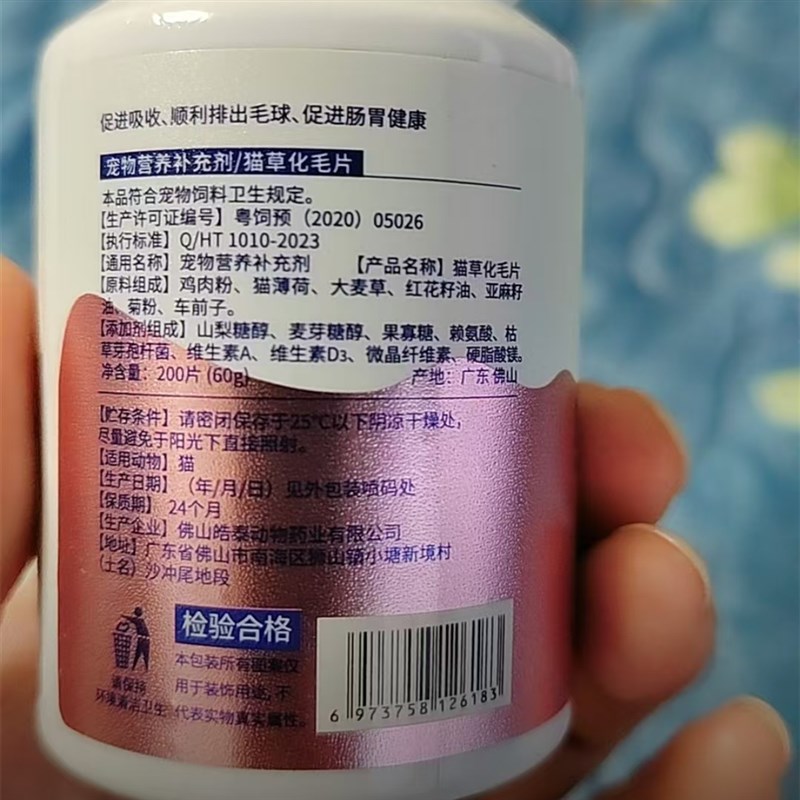 促进吸收、顺利排出毛球、促进肠胃健康
宠物营养补充剂/猫草化毛片
本品符合宠物饲料卫生规定。
【生产许可证编号】粤饲预（2020）05026
【执行标准】Q/HT 1010-2023
【通用名称】宠物营养补充剂 【产品名称】猫草化毛片
【原料组成】鸡肉粉、猫薄荷、大麦草、红花籽油、亚麻籽
油、菊粉、车前子。
【添加剂组成】山梨糖醇、麦芽糖醇、果寡糖、赖氨酸、枯
草芽孢杆菌、维生素A、维生素D3、微晶纤维素、硬脂酸镁。
净含量：200片 (60g) 产地：广东佛山
【贮存条件】请密闭保存于25℃以下阴凉干燥处，
尽量避免于阳光下直接照射。
【适用动物】猫
【生产日期】（年/月/日）见外包装喷码处
【保质期】 24个月
【生产企业】佛山皓泰动物药业有限公司
【地址】广东省佛山市南海区狮山镇小塘新境村
（土名）沙冲尾地段
检验合格
请保持
环境清洁卫生
本包装所有图案仅
用于装饰用途，不
代表实物真实属性。
6 973758 126183